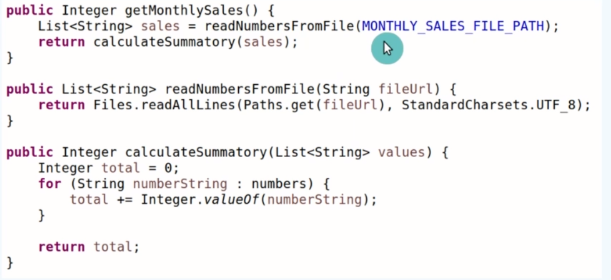 public Integer getMonthlySales() {
    List<String> sales = readNumbersFromFile(MONTHLY_SALES_FILE_PATH);
    return calculateSummatory(sales);
}

public List<String> readNumbersFromFile(String fileUrl) {
    return Files.readAllLines(Paths.get(fileUrl), StandardCharsets.UTF_8);
}

public Integer calculateSummatory(List<String> values) {
    Integer total = 0;
    for (String numberString : numbers) {
        total += Integer.valueOf(numberString);
    }

    return total;
}